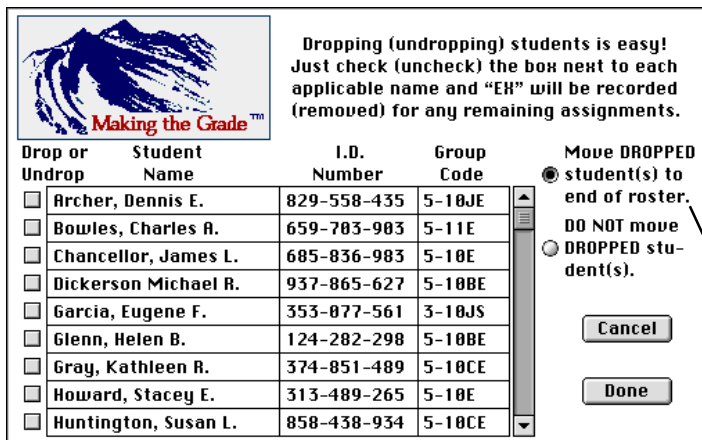 Making the Grade™
Dropping (undropping) students is easy!
Just check (uncheck) the box next to each
applicable name and “EX” will be recorded
(removed) for any remaining assignments.
Drop or Student I.D. Group
Undrop Name Number Code
Archer, Dennis E. 829-558-435 5-10JE
Bowles, Charles A. 659-703-903 5-11E
Chancellor, James L. 685-836-983 5-10E
Dickerson Michael R. 937-865-627 5-10BE
Garcia, Eugene F. 353-077-561 3-10JS
Glenn, Helen B. 124-282-298 5-10BE
Gray, Kathleen R. 374-851-489 5-10CE
Howard, Stacey E. 313-489-265 5-10E
Huntington, Susan L. 858-438-934 5-10CE
Move DROPPED
student(s) to
end of roster.
DO NOT move
DROPPED stu-
dent(s).
Cancel
Done